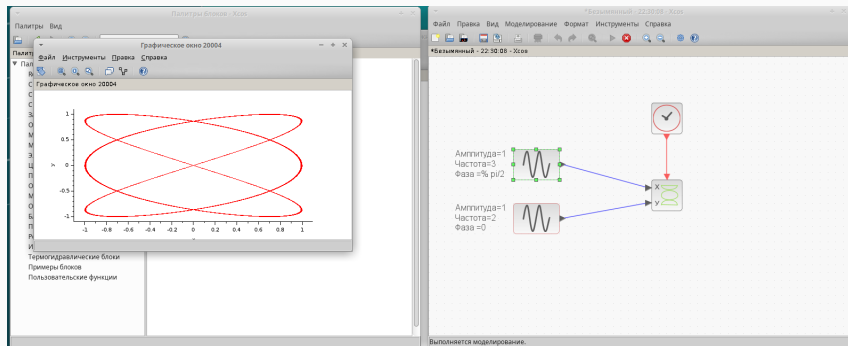 Палитры блоков - Xcos
Палитры Вид
Графическое окно 20004
Файл Инструменты Правка Справка
Графическое окно 20004
1
0.5
0
-0.5
-1
y
-1 -0.8 -0.6 -0.4 -0.2 0 0.2 0.4 0.6 0.8 1
Термогидравлические блоки
Примеры блоков
Пользовательские функции
*Безымянный - 22:30:08 - Xcos
Файл Правка Вид Моделирование Формат Инструменты Справка
*Безымянный - 22:30:08 - Xcos
Ампπитуда=1
Частота=3
Фаза =% pi/2
Ампπитуда=1
Частота=2
Фаза =0
X
У
Выполняется моделирование.